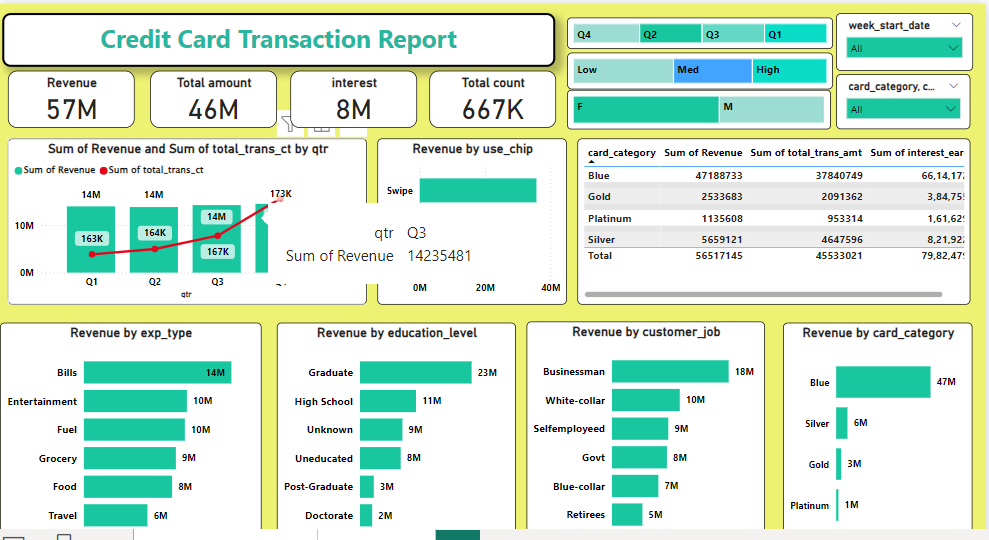 Credit Card Transaction Report
Q4 Q2 Q3 Q1
week_start_date
All
Low Med High
card_category, c...
All
F M
Revenue
57M
Total amount
46M
interest
8M
Total count
667K
Sum of Revenue and Sum of total_trans_ct by qtr
Sum of Revenue Sum of total_trans_ct
14M 14M 14M 173K
10M
163K 164K 167K
0M
Q1 Q2 Q3
qtr
qtr Q3
Sum of Revenue 14235481
Revenue by use_chip
Swipe
0M 20M 40M
card_category Sum of Revenue Sum of total_trans_amt Sum of interest_ear
Blue 47188733 37840749 66,14,17
Gold 2533683 2091362 3,84,75
Platinum 1135608 953314 1,61,62
Silver 5659121 4647596 8,21,92
Total 56517145 45533021 79,82,47
Revenue by exp_type
Bills 14M
Entertainment 10M
Fuel 10M
Grocery 9M
Food 8M
Travel 6M
Revenue by education_level
Graduate 23M
High School 11M
Unknown 9M
Uneducated 8M
Post-Graduate 3M
Doctorate 2M
Revenue by customer_job
Businessman 18M
White-collar 10M
Selfemployeed 9M
Govt 8M
Blue-collar 7M
Retirees 5M
Revenue by card_category
Blue 47M
Silver 6M
Gold 3M
Platinum 1M